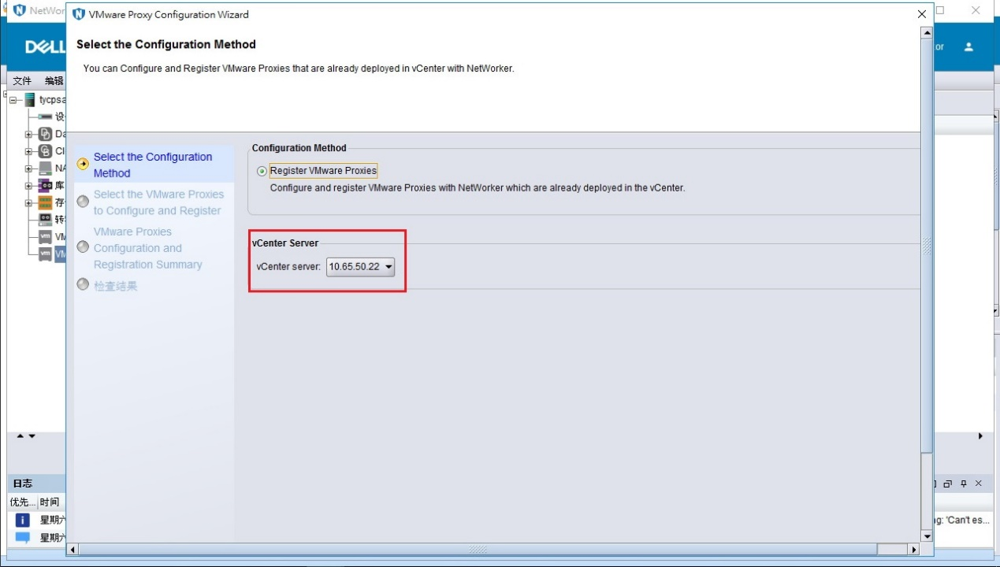 NetWor
VMware Proxy Configuration Wizard
DELL
Select the Configuration Method
You can Configure and Register VMware Proxies that are already deployed in vCenter with NetWorker.
or
文件 编辑
tycpsa
设
Da
Cl
NA
库
存
转
VM
VM
Select the Configuration
Method
Select the VMware Proxies
to Configure and Register
VMware Proxies
Configuration and
Registration Summary
检查结果
Configuration Method
Register VMware Proxies
Configure and register VMware Proxies with NetWorker which are already deployed in the vCenter.
vCenter Server
vCenter server: 10.65.50.22
日志
优先... 时间
星期六
星期六
ng: 'Can't es...